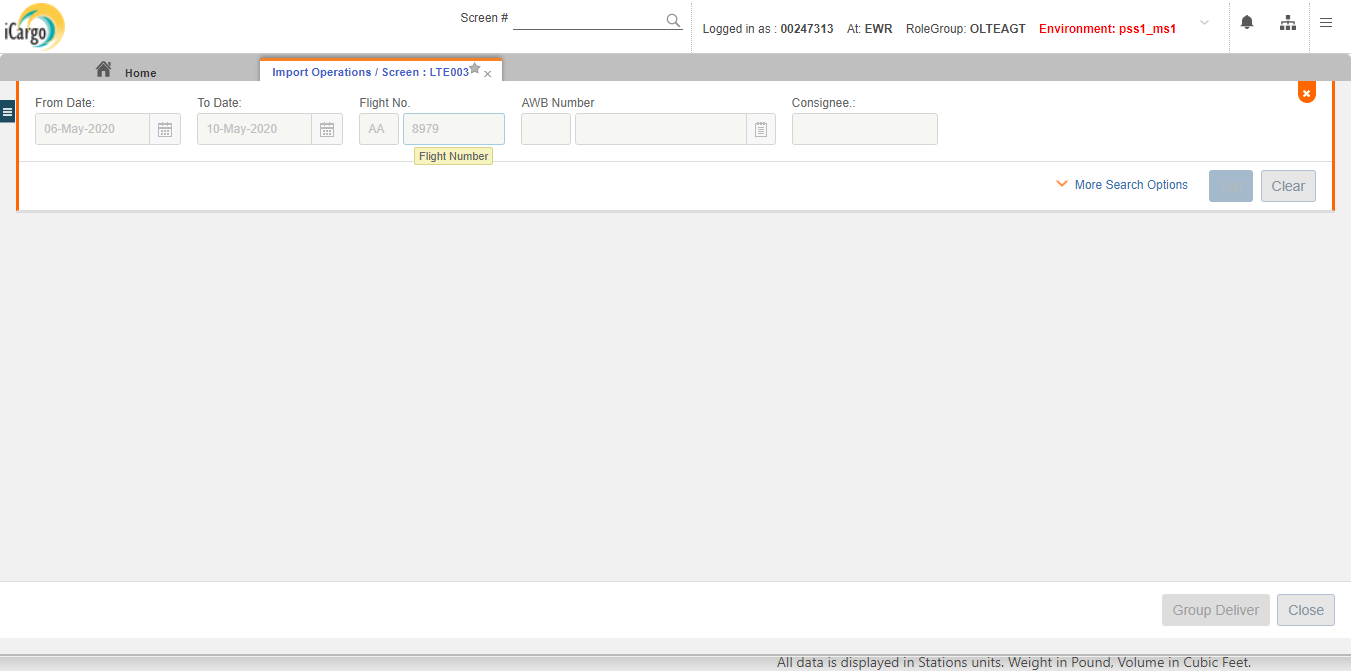 iCargo
Screen #
Logged in as : 00247313 At: EWR RoleGroup: OLTEAGT Environment: pss1_ms1
Home
Import Operations / Screen : LTE003
From Date: To Date: Flight No. AWB Number Consignee.:
06-May-2020 10-May-2020 AA 8979
Flight Number
More Search Options Clear
Group Deliver Close
All data is displayed in Stations units. Weight in Pound, Volume in Cubic Feet.